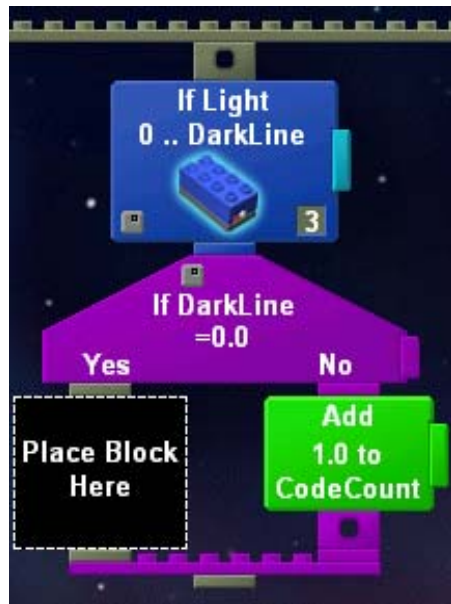 If Light
0 .. DarkLine
3
If DarkLine
=0.0
Yes
No
Place Block
Here
Add
1.0 to
CodeCount